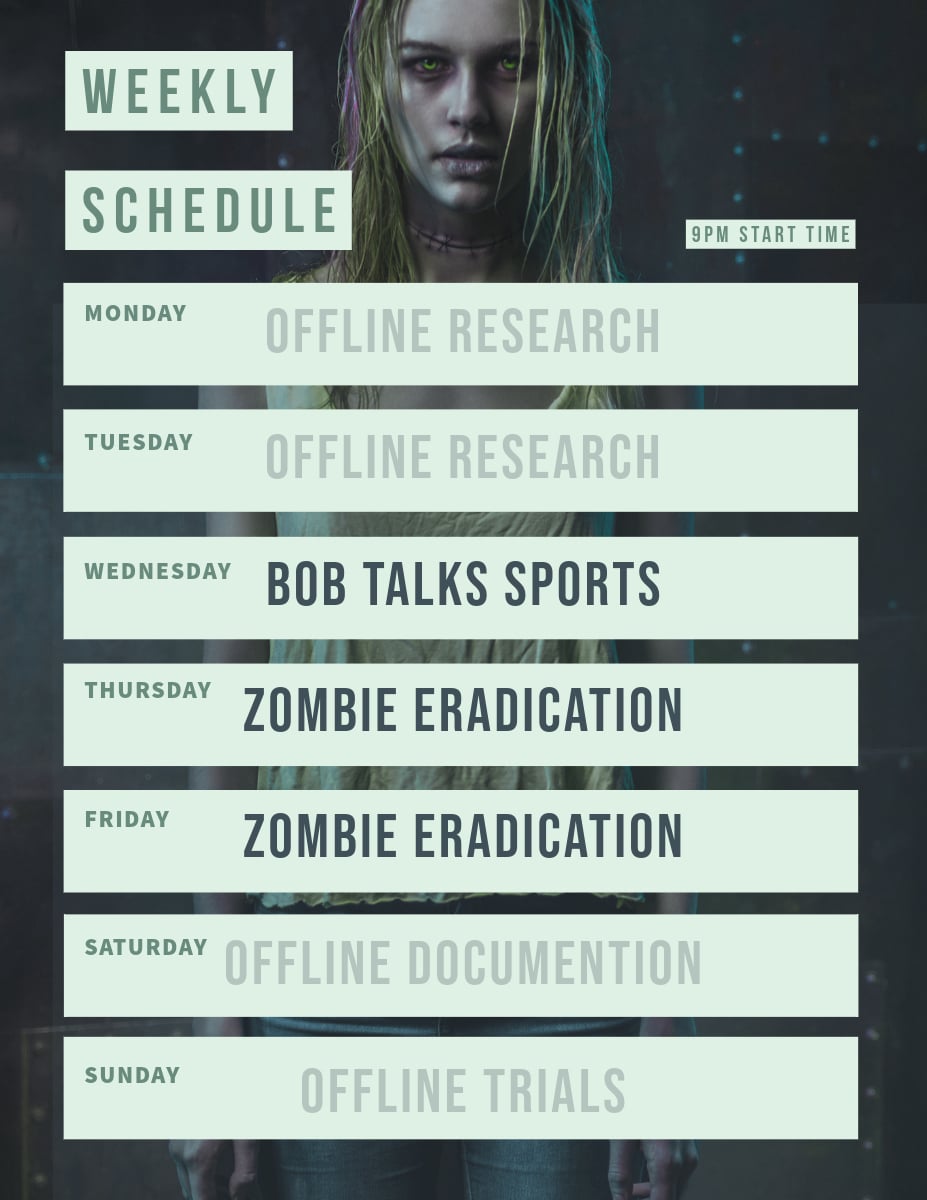 WEEKLY
SCHEDULE
9PM START TIME
MONDAY
OFFLINE RESEARCH
TUESDAY
OFFLINE RESEARCH
WEDNESDAY
BOB TALKS SPORTS
THURSDAY
ZOMBIE ERADICATION
FRIDAY
ZOMBIE ERADICATION
SATURDAY
OFFLINE DOCUMENTION
SUNDAY
OFFLINE TRIALS